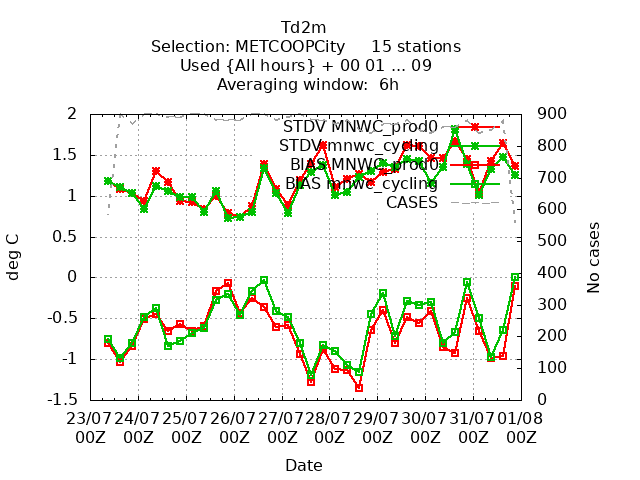 Td2m
Selection: METCOOPCity 15 stations
Used {All hours} + 00 01 ... 09
Averaging window: 6h
2
1.5
1
0.5
0
-0.5
-1
-1.5
deg C
900
800
700
600
500
400
300
200
100
0
No cases
STDV MNWC_prod0
STDV mnwc_cycling
BIAS MNWC_prod0
BIAS mnwc_cycling
CASES
23/07 24/07 25/07 26/07 27/07 28/07 29/07 30/07 31/07 01/08
00Z 00Z 00Z 00Z 00Z 00Z 00Z 00Z 00Z 00Z
Date